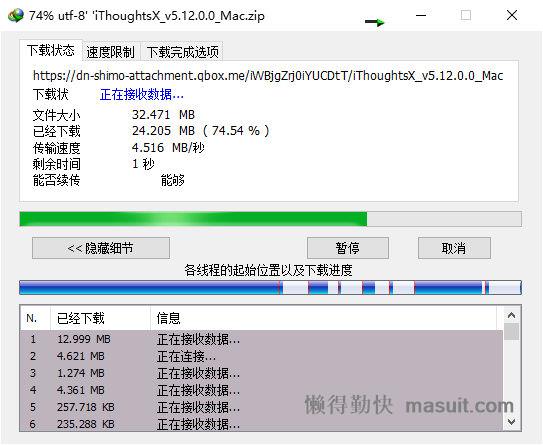 74% utf-8' 'iThoughtsX_v5.12.0.0_Mac.zip
下载状态 速度限制 下载完成选项
https://dn-shimo-attachment.qbox.me/iWBjgZrj0iYUCDtT/iThoughtsX_v5.12.0.0_Mac
下载状 正在接收数据...
文件大小 32.471 MB
已经下载 24.205 MB ( 74.54 % )
传输速度 4.516 MB/秒
剩余时间 1 秒
能否续传 能够
<< 隐藏细节 暂停 取消
各线程的起始位置以及下载进度
N. 已经下载 信息
1 12.999 MB 正在接收数据...
2 4.621 MB 正在连接...
3 1.274 MB 正在接收数据...
4 4.361 MB 正在接收数据...
5 257.718 KB 正在接收数据...
6 235.288 KB 正在接收数据...
懒得勤快 masuit.com